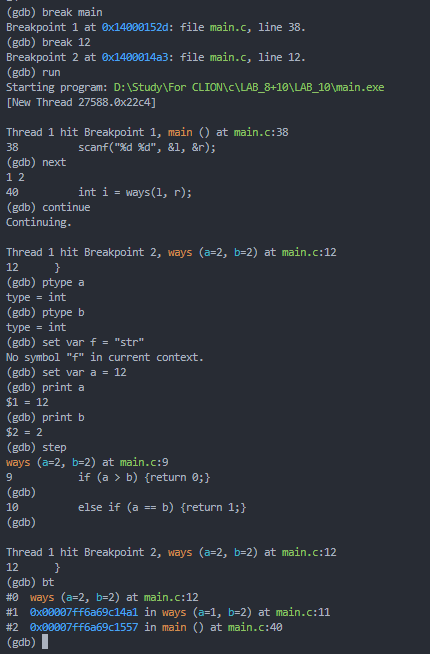 (gdb) break main
Breakpoint 1 at 0x14000152d: file main.c, line 38.
(gdb) break 12
Breakpoint 2 at 0x1400014a3: file main.c, line 12.
(gdb) run
Starting program: D:\Study\For CLION\c\LAB_8+10\LAB_10\main.exe
[New Thread 27588.0x22c4]

Thread 1 hit Breakpoint 1, main () at main.c:38
38          scanf("%d %d", &l, &r);
(gdb) next
1 2
40          int i = ways(l, r);
(gdb) continue
Continuing.

Thread 1 hit Breakpoint 2, ways (a=2, b=2) at main.c:12
12      }
(gdb) ptype a
type = int
(gdb) ptype b
type = int
(gdb) set var f = "str"
No symbol "f" in current context.
(gdb) set var a = 12
(gdb) print a
$1 = 12
(gdb) print b
$2 = 2
(gdb) step
ways (a=2, b=2) at main.c:9
9           if (a > b) {return 0;}
(gdb)
10          else if (a == b) {return 1;}
(gdb)

Thread 1 hit Breakpoint 2, ways (a=2, b=2) at main.c:12
12      }
(gdb) bt
#0  ways (a=2, b=2) at main.c:12
#1  0x00007ff6a69c14a1 in ways (a=1, b=2) at main.c:11
#2  0x00007ff6a69c1557 in main () at main.c:40
(gdb)